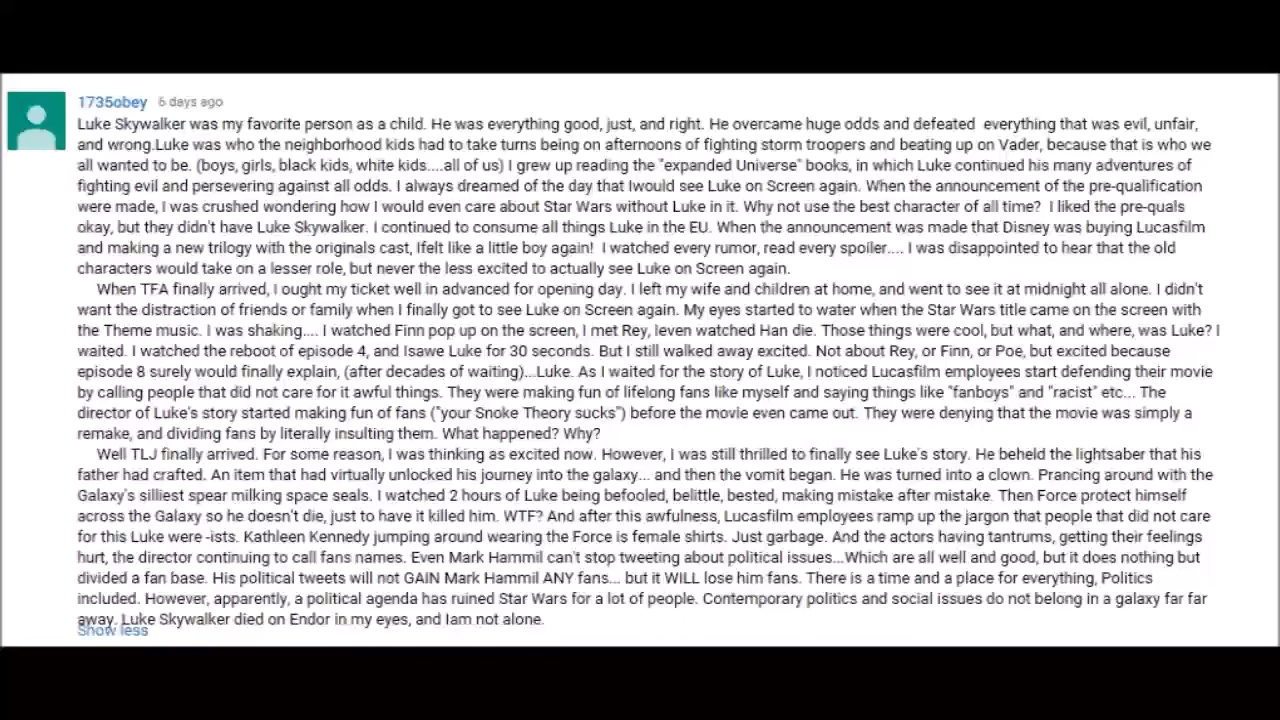 1735obey 6 days ago
Luke Skywalker was my favorite person as a child. He was everything good, just, and right. He overcame huge odds and defeated  everything that was evil, unfair,
and wrong.Luke was who the neighborhood kids had to take turns being on afternoons of fighting storm troopers and beating up on Vader, because that is who we
all wanted to be. (boys, girls, black kids, white kids....all of us) I grew up reading the "expanded Universe" books, in which Luke continued his many adventures of
fighting evil and persevering against all odds. I always dreamed of the day that Iwould see Luke on Screen again. When the announcement of the pre-qualification
were made, I was crushed wondering how I would even care about Star Wars without Luke in it. Why not use the best character of all time?  I liked the pre-quals
okay, but they didn't have Luke Skywalker. I continued to consume all things Luke in the EU. When the announcement was made that Disney was buying Lucasfilm
and making a new trilogy with the originals cast, Ifelt like a little boy again!  I watched every rumor, read every spoiler.... I was disappointed to hear that the old
characters would take on a lesser role, but never the less excited to actually see Luke on Screen again.
When TFA finally arrived, I ought my ticket well in advanced for opening day. I left my wife and children at home, and went to see it at midnight all alone. I didn't
want the distraction of friends or family when I finally got to see Luke on Screen again. My eyes started to water when the Star Wars title came on the screen with
the Theme music. I was shaking.... I watched Finn pop up on the screen, I met Rey, Ieven watched Han die. Those things were cool, but what, and where, was Luke? I
waited. I watched the reboot of episode 4, and Isawe Luke for 30 seconds. But I still walked away excited. Not about Rey, or Finn, or Poe, but excited because
episode 8 surely would finally explain, (after decades of waiting)...Luke. As I waited for the story of Luke, I noticed Lucasfilm employees start defending their movie
by calling people that did not care for it awful things. They were making fun of lifelong fans like myself and saying things like "fanboys" and "racist" etc... The
director of Luke's story started making fun of fans ("your Snoke Theory sucks") before the movie even came out. They were denying that the movie was simply a
remake, and dividing fans by literally insulting them. What happened? Why?
Well TLJ finally arrived. For some reason, I was thinking as excited now. However, I was still thrilled to finally see Luke's story. He beheld the lightsaber that his
father had crafted. An item that had virtually unlocked his journey into the galaxy... and then the vomit began. He was turned into a clown. Prancing around with the
Galaxy's silliest spear milking space seals. I watched 2 hours of Luke being befooled, belittle, bested, making mistake after mistake. Then Force protect himself
across the Galaxy so he doesn't die, just to have it killed him. WTF? And after this awfulness, Lucasfilm employees ramp up the jargon that people that did not care
for this Luke were -ists. Kathleen Kennedy jumping around wearing the Force is female shirts. Just garbage. And the actors having tantrums, getting their feelings
hurt, the director continuing to call fans names. Even Mark Hammil can't stop tweeting about political issues...Which are all well and good, but it does nothing but
divided a fan base. His political tweets will not GAIN Mark Hammil ANY fans... but it WILL lose him fans. There is a time and a place for everything, Politics
included. However, apparently, a political agenda has ruined Star Wars for a lot of people. Contemporary politics and social issues do not belong in a galaxy far far
away. Luke Skywalker died on Endor in my eyes, and Iam not alone.
Show less